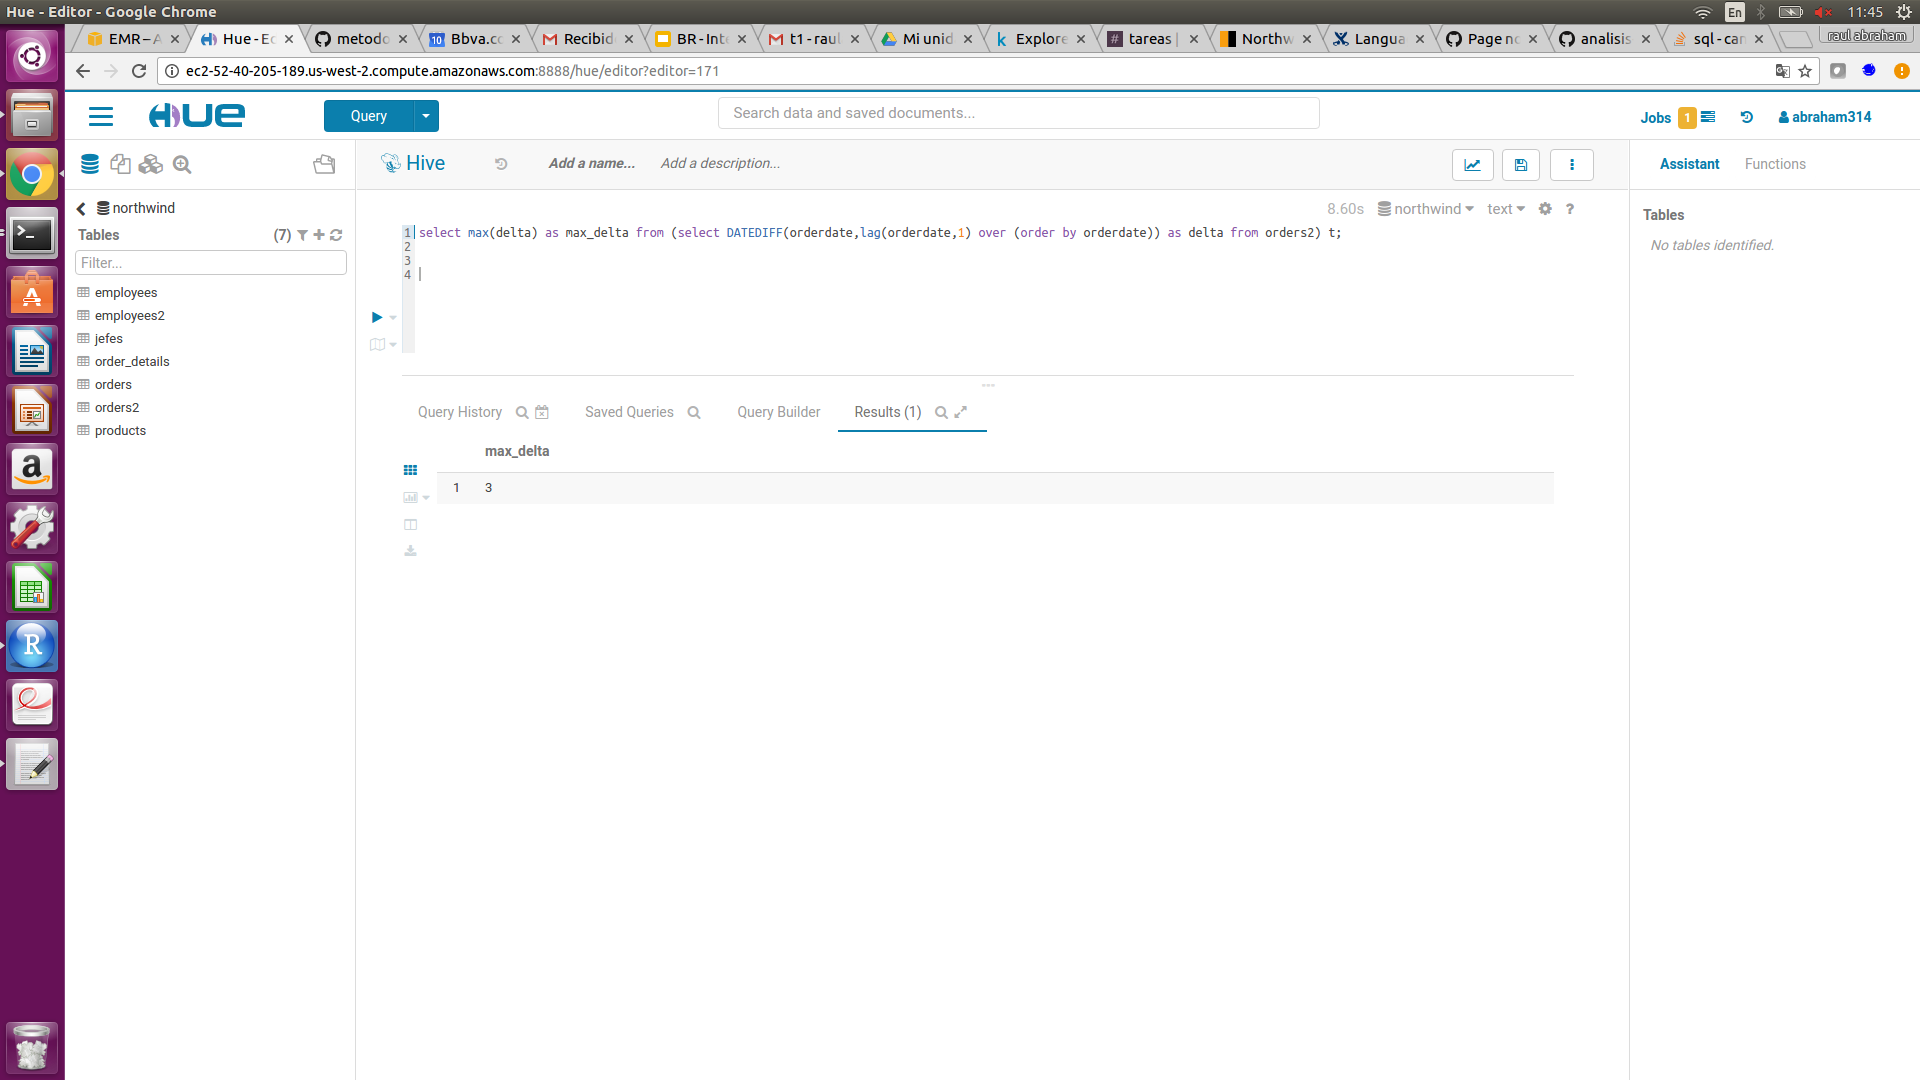 Hue - Editor - Google Chrome
En
11:45
EMR – A
Hue - Ed
metodo
Bbva.cc
Recibid
BR - Inte
t1 - raul
Mi unid
Explore
tareas |
Northw
Langua
Page no
analisis
sql - can
raul abraham
ec2-52-40-205-189.us-west-2.compute.amazonaws.com:8888/hue/editor?editor=171
HUE
Query
Search data and saved documents...
Jobs 1
abraham314
Hive
Add a name...
Add a description...
Assistant
Functions
northwind
8.60s
northwind
text
?
Tables
Tables
(7)
No tables identified.
Filter...
1 select max(delta) as max_delta from (select DATEDIFF(orderdate,lag(orderdate,1) over (order by orderdate)) as delta from orders2) t;
2
3
4
employees
employees2
jefes
order_details
orders
orders2
products
Query History
Saved Queries
Query Builder
Results (1)
max_delta
1 3